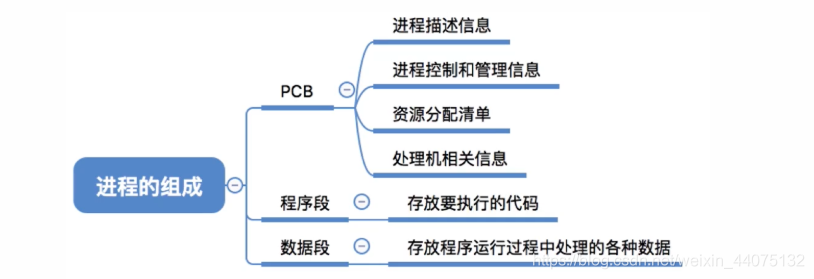 进程的组成
PCB
进程描述信息
进程控制和管理信息
资源分配清单
处理机相关信息
程序段
存放要执行的代码
数据段
存放程序运行过程中处理的各种数据
https://blog.csdn.net/weixin_44075132